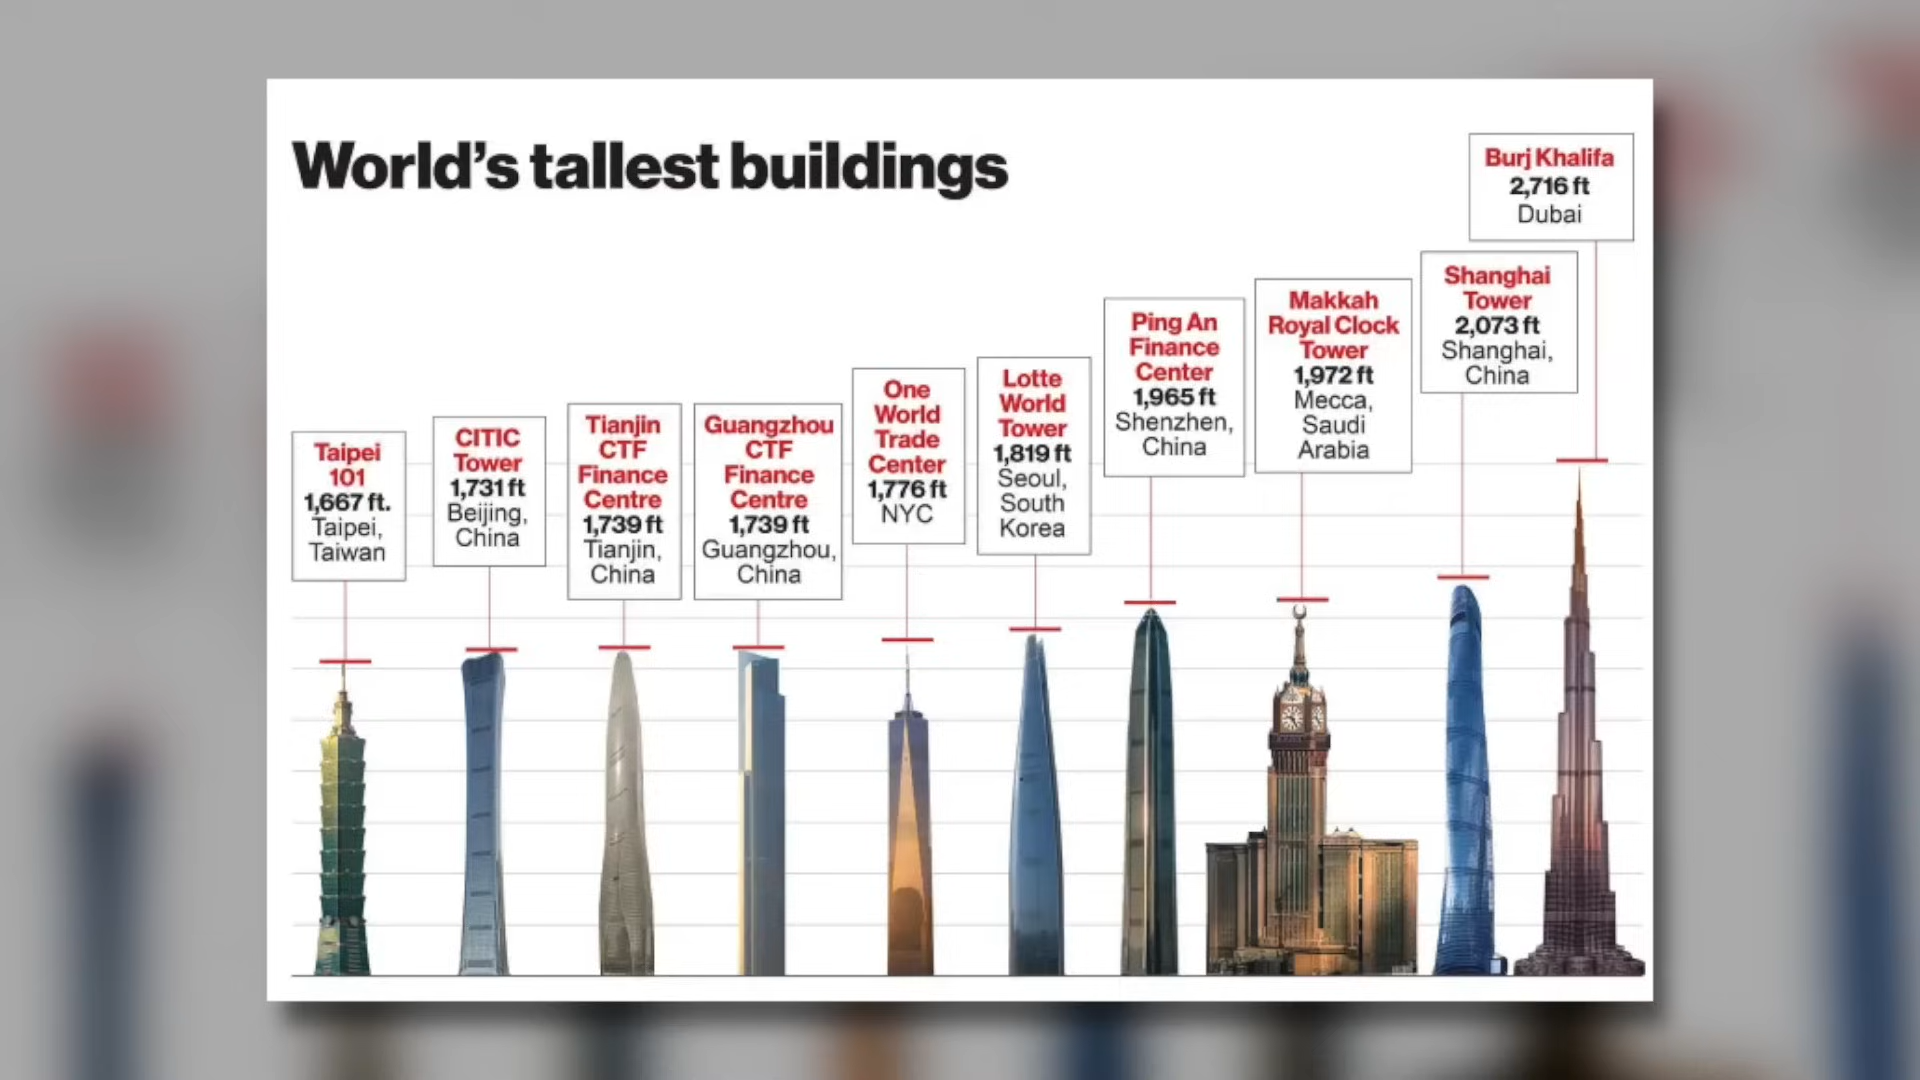 World's tallest buildings
Taipei
101
1,667 ft.
Taipei,
Taiwan
CITIC
Tower
1,731 ft
Beijing,
China
Tianjin
CTF
Finance
Centre
1,739 ft
Tianjin,
China
Guangzhou
CTF
Finance
Centre
1,739 ft
Guangzhou,
China
One
World
Trade
Center
1,776 ft
NYC
Lotte
World
Tower
1,819 ft
Seoul,
South
Korea
Ping An
Finance
Center
1,965 ft
Shenzhen,
China
Makkah
Royal Clock
Tower
1,972 ft
Mecca,
Saudi
Arabia
Shanghai
Tower
2,073 ft
Shanghai,
China
Burj Khalifa
2,716 ft
Dubai